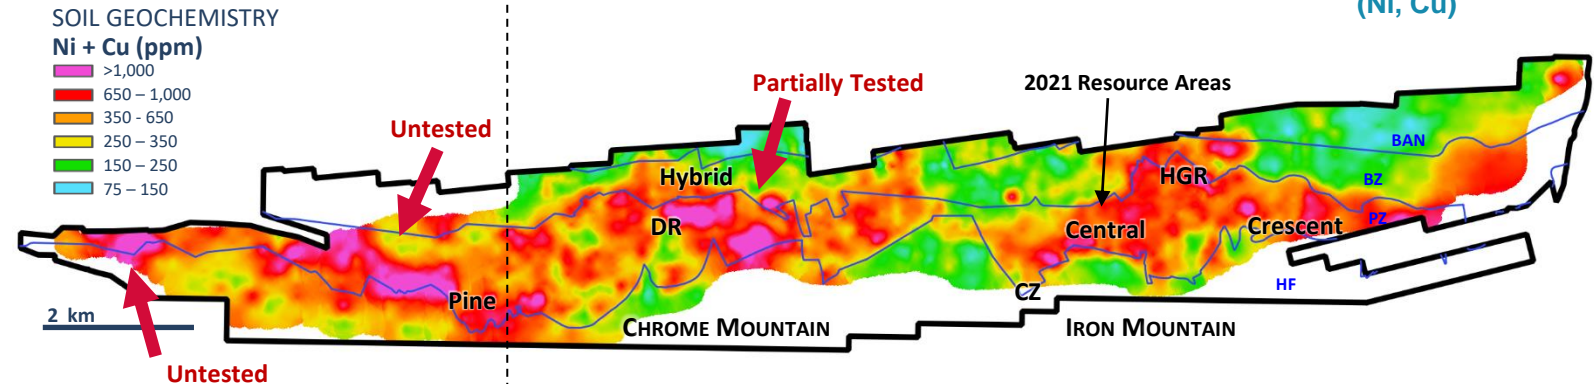 (Ni, Cu)
SOIL GEOCHEMISTRY
Ni + Cu (ppm)
>1,000
650 – 1,000
350 - 650
250 – 350
150 – 250
75 – 150
Untested
Partially Tested
2021 Resource Areas
BAN
BZ
PZ
HF
Hybrid
DR
HGR
Central
Crescent
Pine
CZ
CHROME MOUNTAIN
IRON MOUNTAIN
2 km
Untested